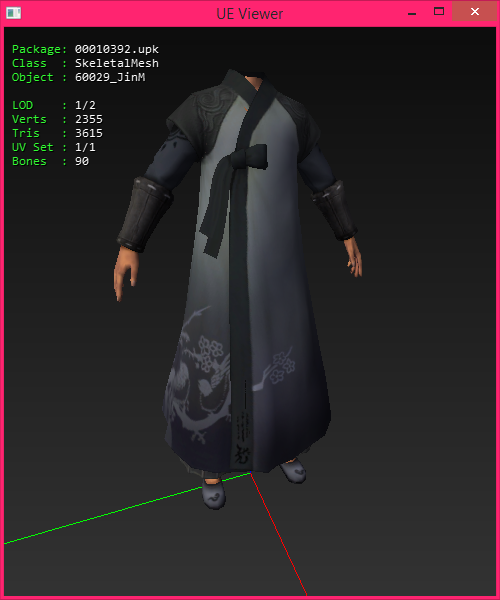 UE Viewer
Package: 00010392.upk
Class : SkeletalMesh
Object : 60029_JinM
LOD : 1/2
Verts : 2355
Tris : 3615
UV Set : 1/1
Bones : 90